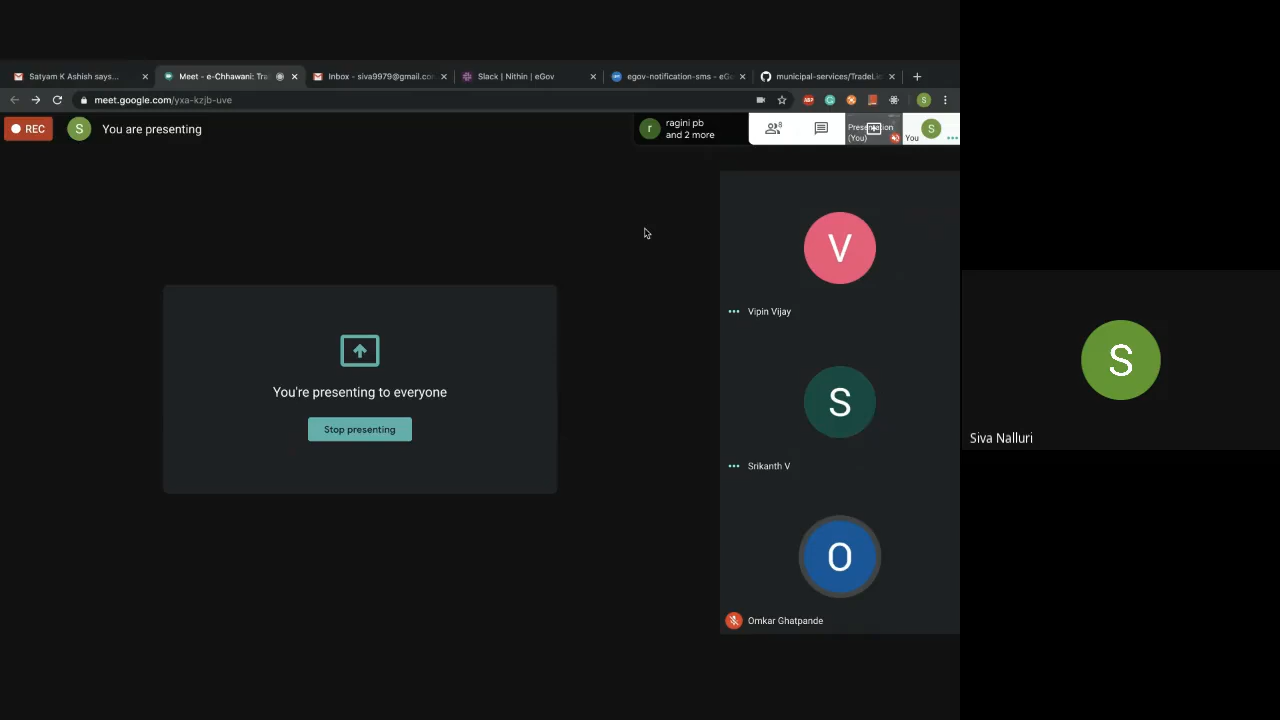 Satyam K Ashish says...
Meet - e-Chhawani: Tra
Inbox - siva9979@gmail.co
Slack | Nithin | eGov
egov-notification-sms - eG
municipal-services/TradeLi
meet.google.com/yxa-kzjb-uve
ABP
S
REC
S
You are presenting
r
ragini pb
and 2 more
8
Presentation
(You)
You
S
V
Vipin Vijay
S
Srikanth V
O
Omkar Ghatpande
You're presenting to everyone
Stop presenting
S
Siva Nalluri